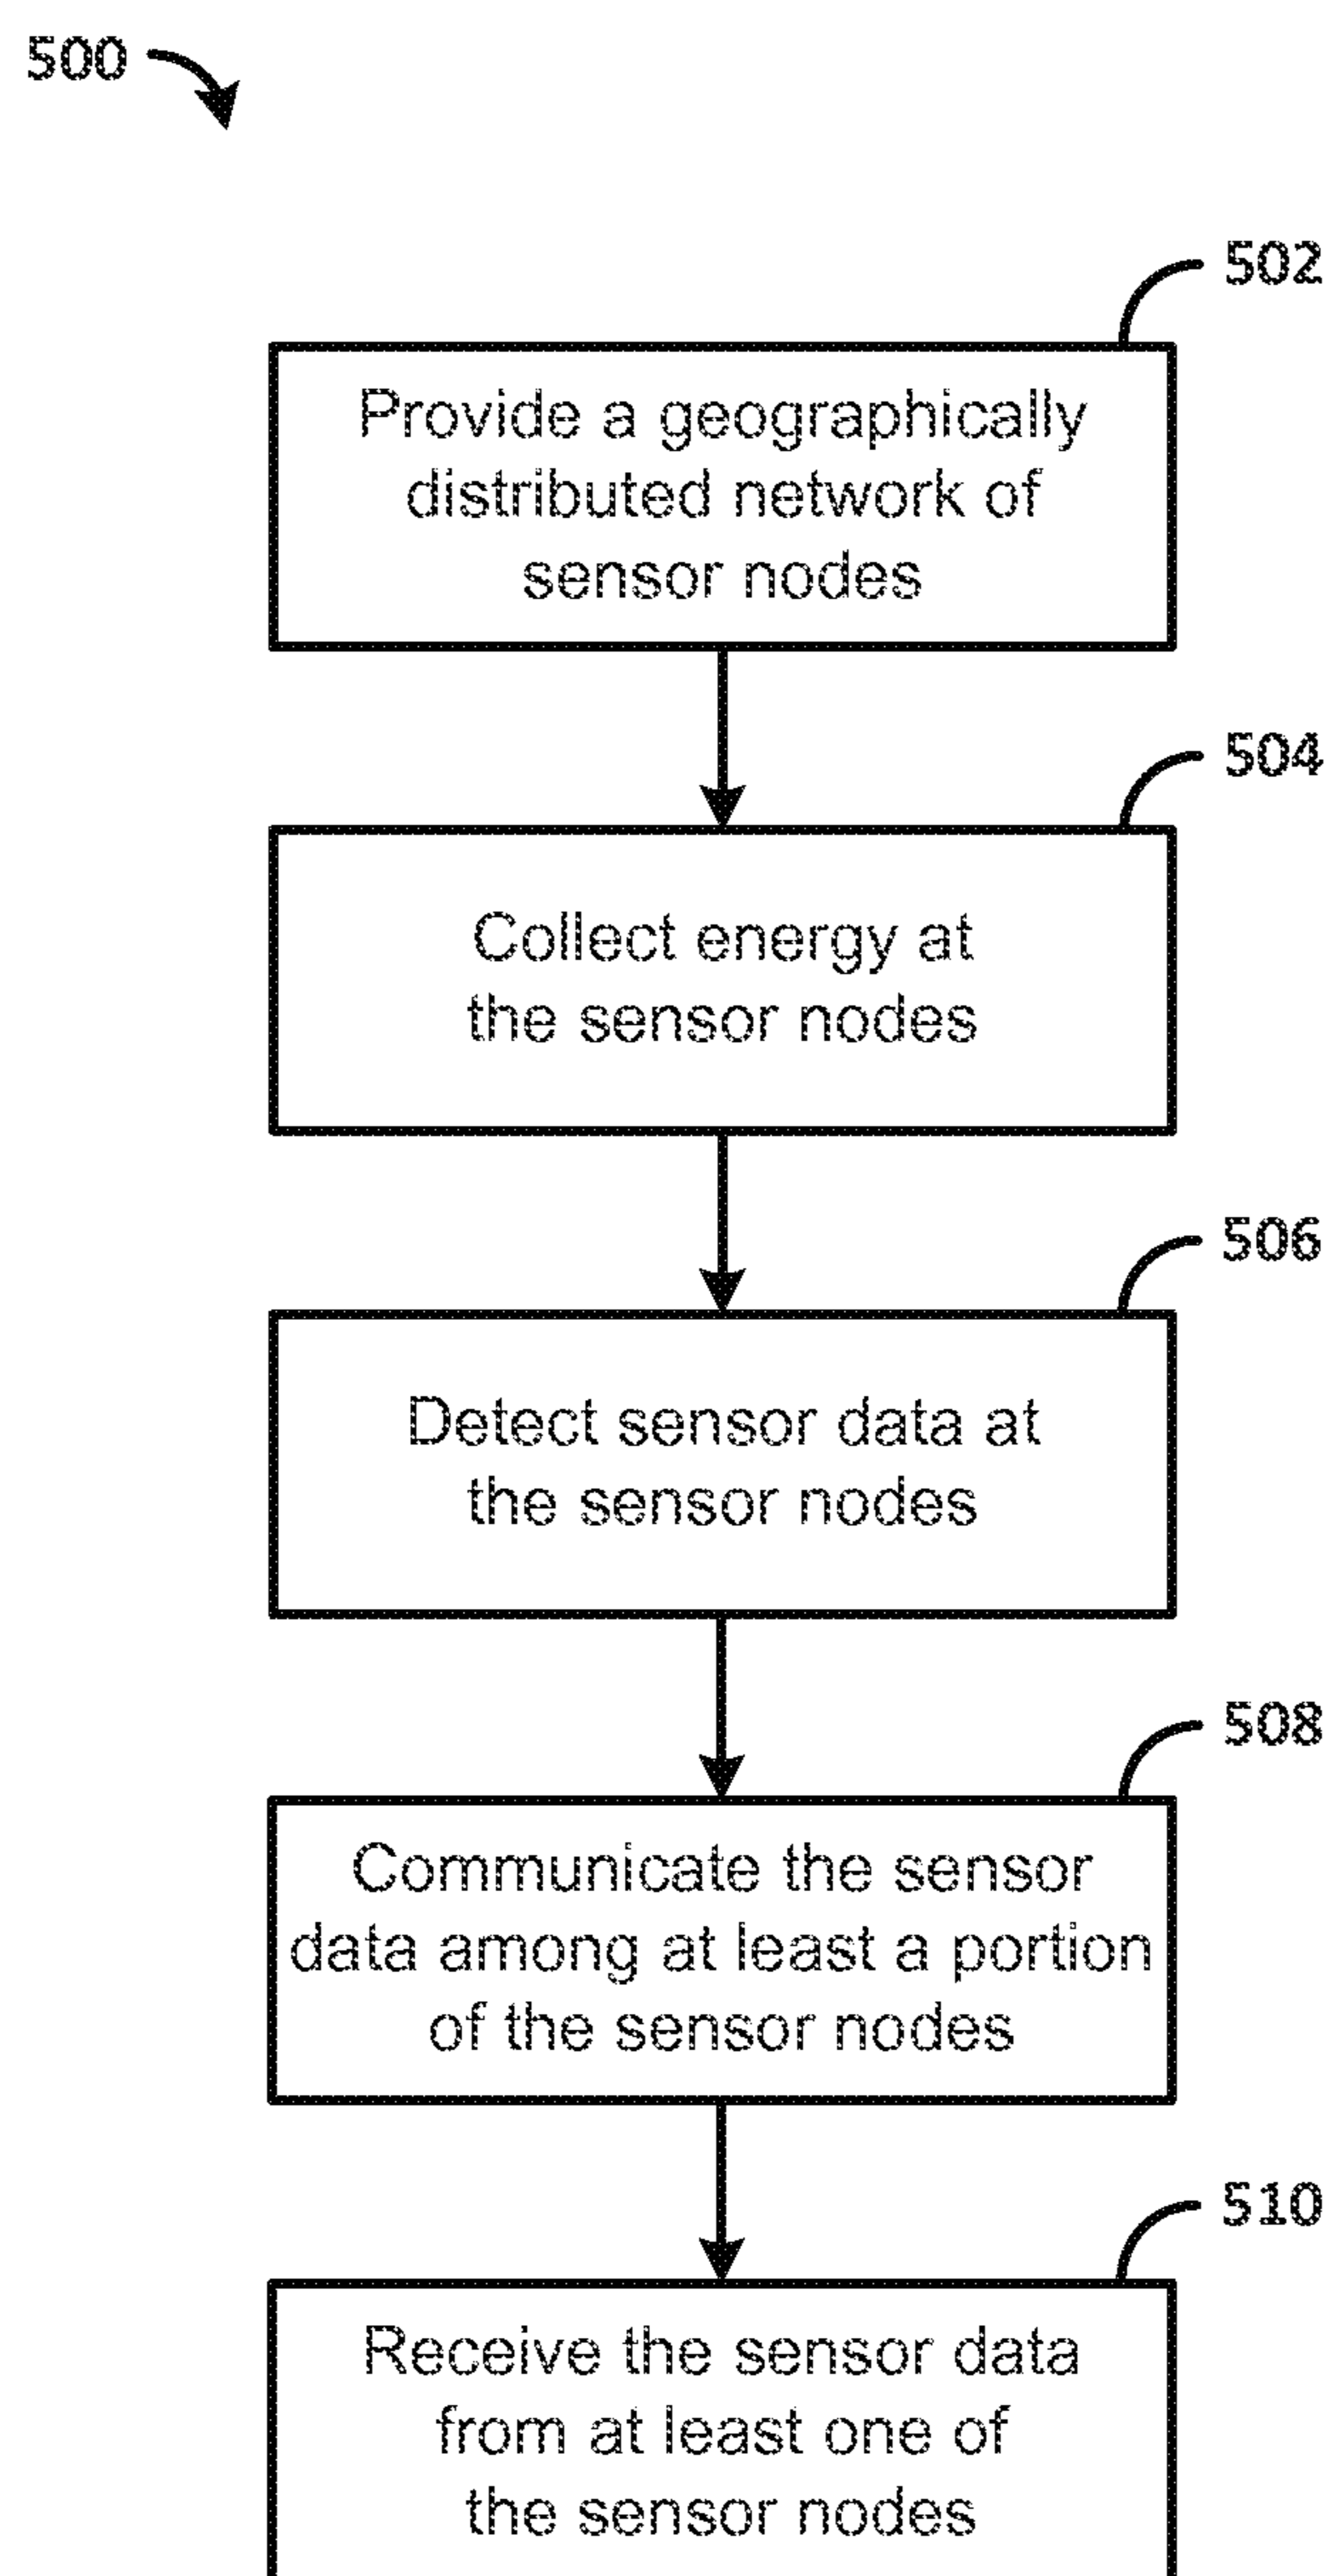 500
502
Provide a geographically
distributed network of
sensor nodes
504
Collect energy at
the sensor nodes
506
Detect sensor data at
the sensor nodes
508
Communicate the sensor
data among at least a portion
of the sensor nodes
510
Receive the sensor data
from at least one of
the sensor nodes